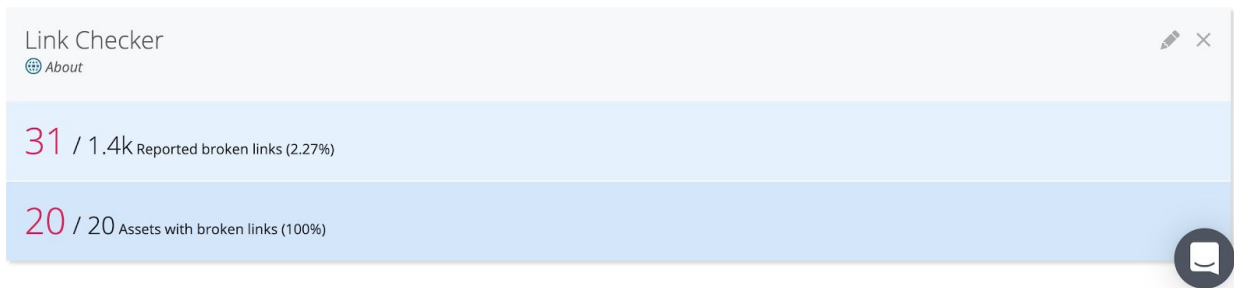 Link Checker
About
31 / 1.4k Reported broken links (2.27%)
20 / 20 Assets with broken links (100%)